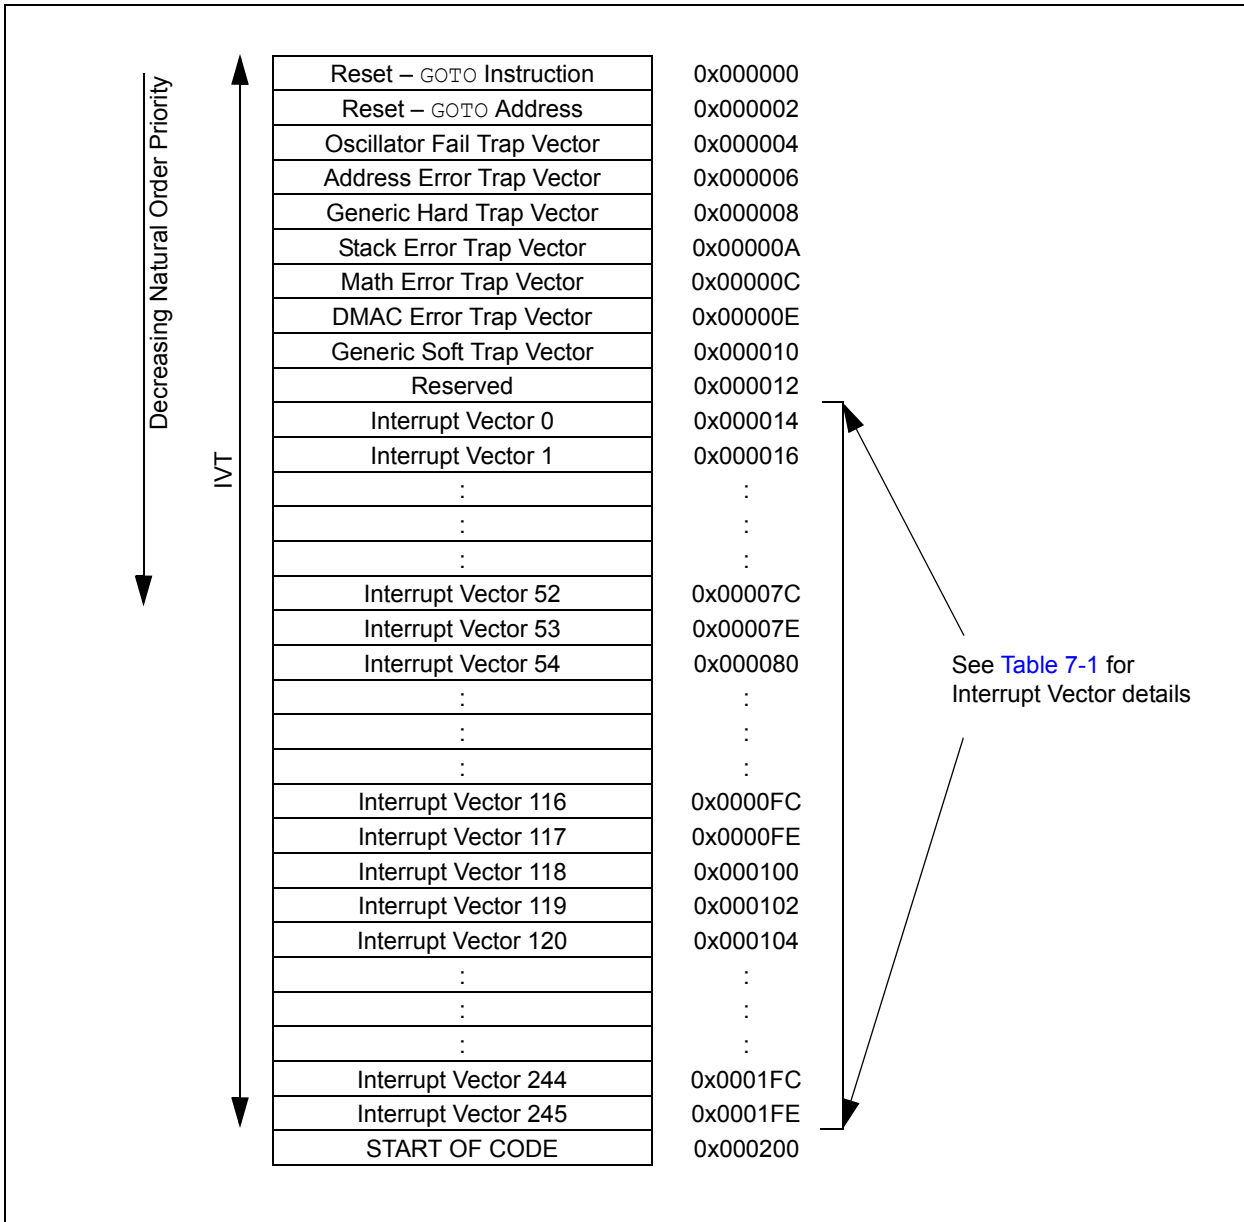 Decreasing Natural Order Priority
IVT
Reset – GOTO Instruction 0x000000
Reset – GOTO Address 0x000002
Oscillator Fail Trap Vector 0x000004
Address Error Trap Vector 0x000006
Generic Hard Trap Vector 0x000008
Stack Error Trap Vector 0x00000A
Math Error Trap Vector 0x00000C
DMAC Error Trap Vector 0x00000E
Generic Soft Trap Vector 0x000010
Reserved 0x000012
Interrupt Vector 0 0x000014
Interrupt Vector 1 0x000016
: :
: :
: :
Interrupt Vector 52 0x00007C
Interrupt Vector 53 0x00007E
Interrupt Vector 54 0x000080
: :
: :
: :
Interrupt Vector 116 0x0000FC
Interrupt Vector 117 0x0000FE
Interrupt Vector 118 0x000100
Interrupt Vector 119 0x000102
Interrupt Vector 120 0x000104
: :
: :
: :
Interrupt Vector 244 0x0001FC
Interrupt Vector 245 0x0001FE
START OF CODE 0x000200
See Table 7-1 for
Interrupt Vector details